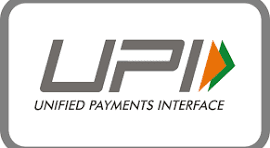 UPI
UNIFIED PAYMENTS INTERFACE